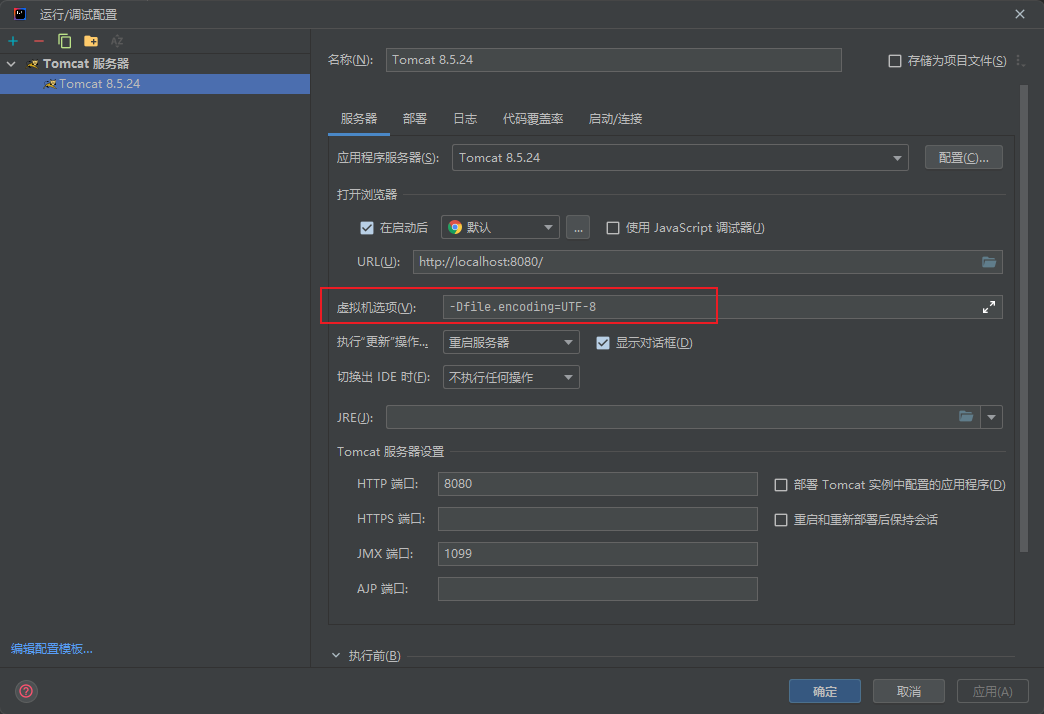 运行/调试配置
Tomcat 服务器
Tomcat 8.5.24
名称(N):
Tomcat 8.5.24
存储为项目文件(S)
服务器 部署 日志 代码覆盖率 启动/连接
应用程序服务器(S): Tomcat 8.5.24 配置(C)...
打开浏览器
在启动后 默认 ... 使用 JavaScript 调试器(J)
URL(U): http://localhost:8080/
虚拟机选项(V): -Dfile.encoding=UTF-8
执行"更新"操作... 重启服务器 显示对话框(D)
切换出 IDE 时(F): 不执行任何操作
JRE(J):
Tomcat 服务器设置
HTTP 端口: 8080 部署 Tomcat 实例中配置的应用程序(D)
HTTPS 端口: 重启和重新部署后保持会话
JMX 端口: 1099
AJP 端口:
编辑配置模板...
执行前(B)
? 确定 取消 应用(A)